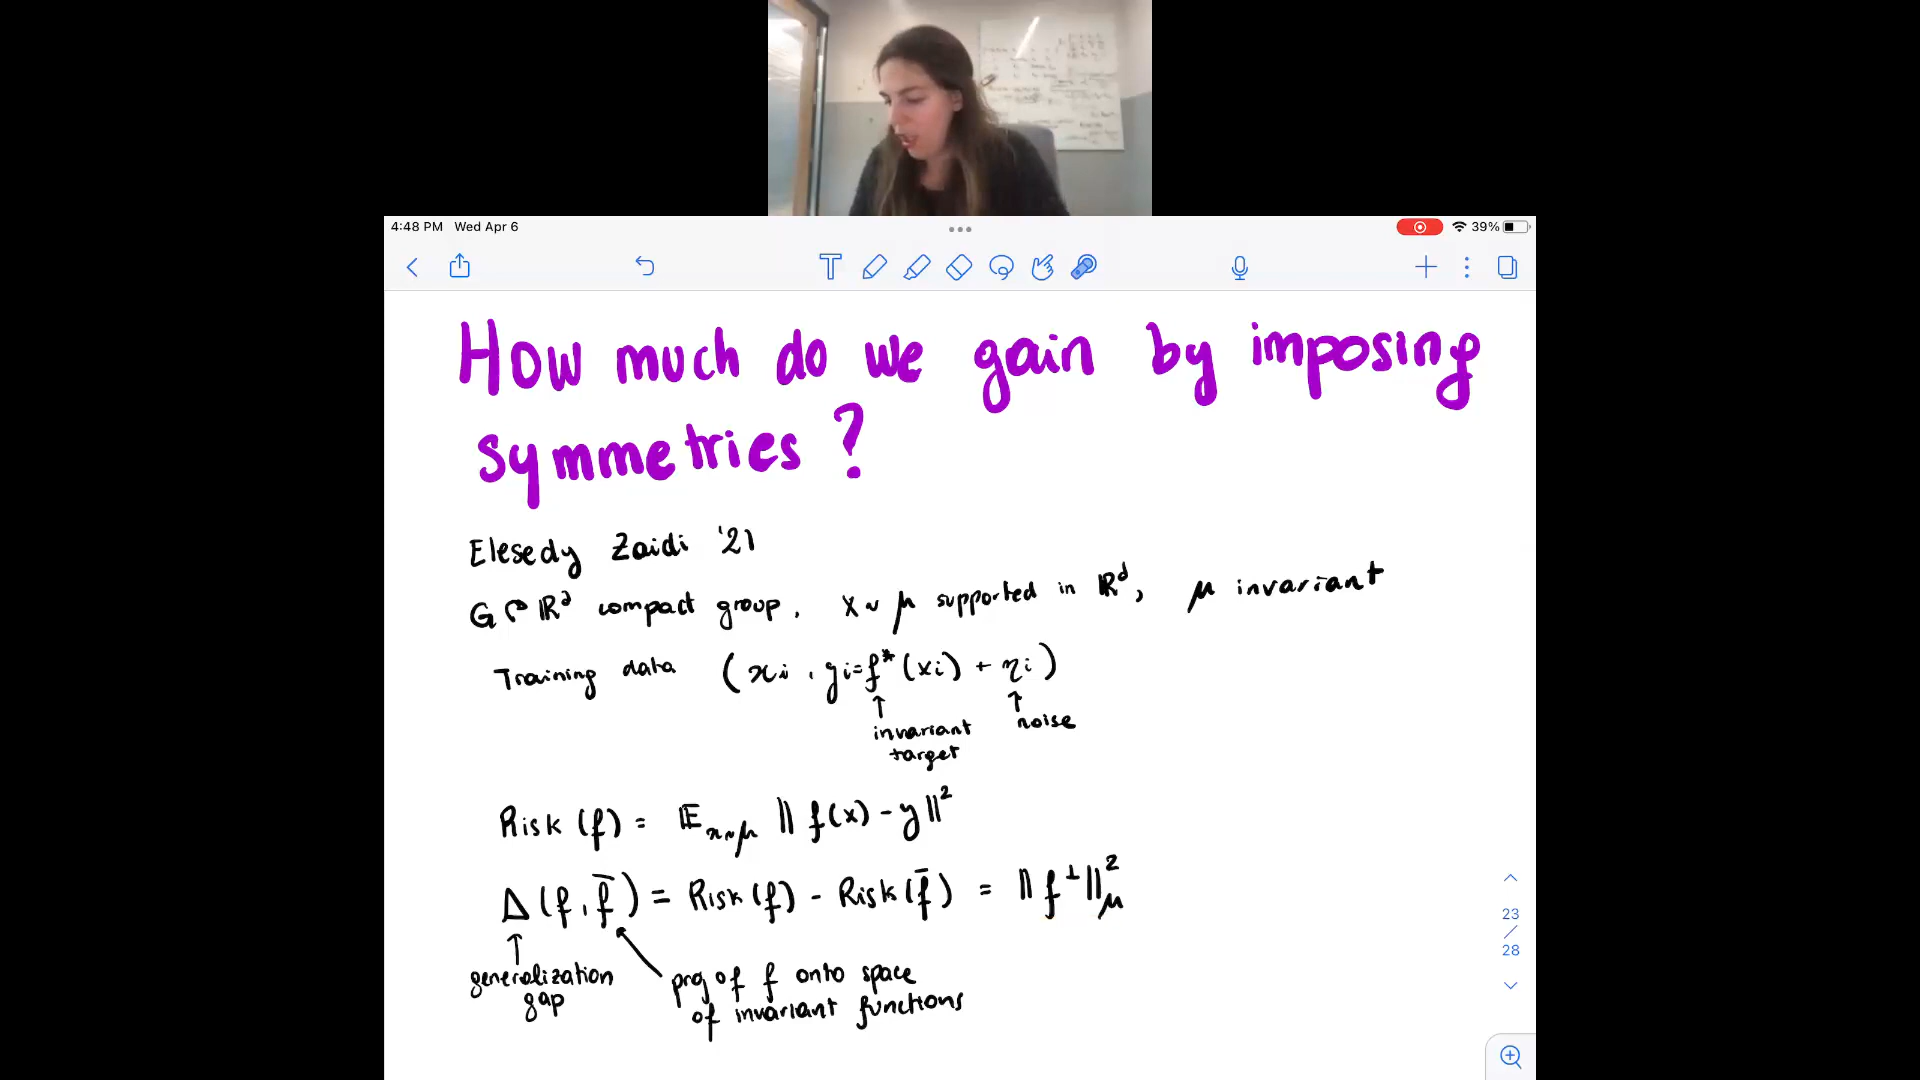 4:48 PM Wed Apr 6
39%
T
How much do we gain by imposing
symmetries?
Elesedy Zaidi '21
G ↷ ℝᵈ compact group, X ~ μ supported in ℝᵈ, μ invariant
Training data (xi, yi = f*(xi) + ηi)
↑ ↑
invariant noise
target
Risk (f) = 𝔼x~μ ‖ f(x) - y ‖²
Δ(f, f̄) = Risk(f) - Risk(f̄) = ‖ f⊥ ‖²μ
↑
generalization proj of f onto space
gap of invariant functions
23
/
28